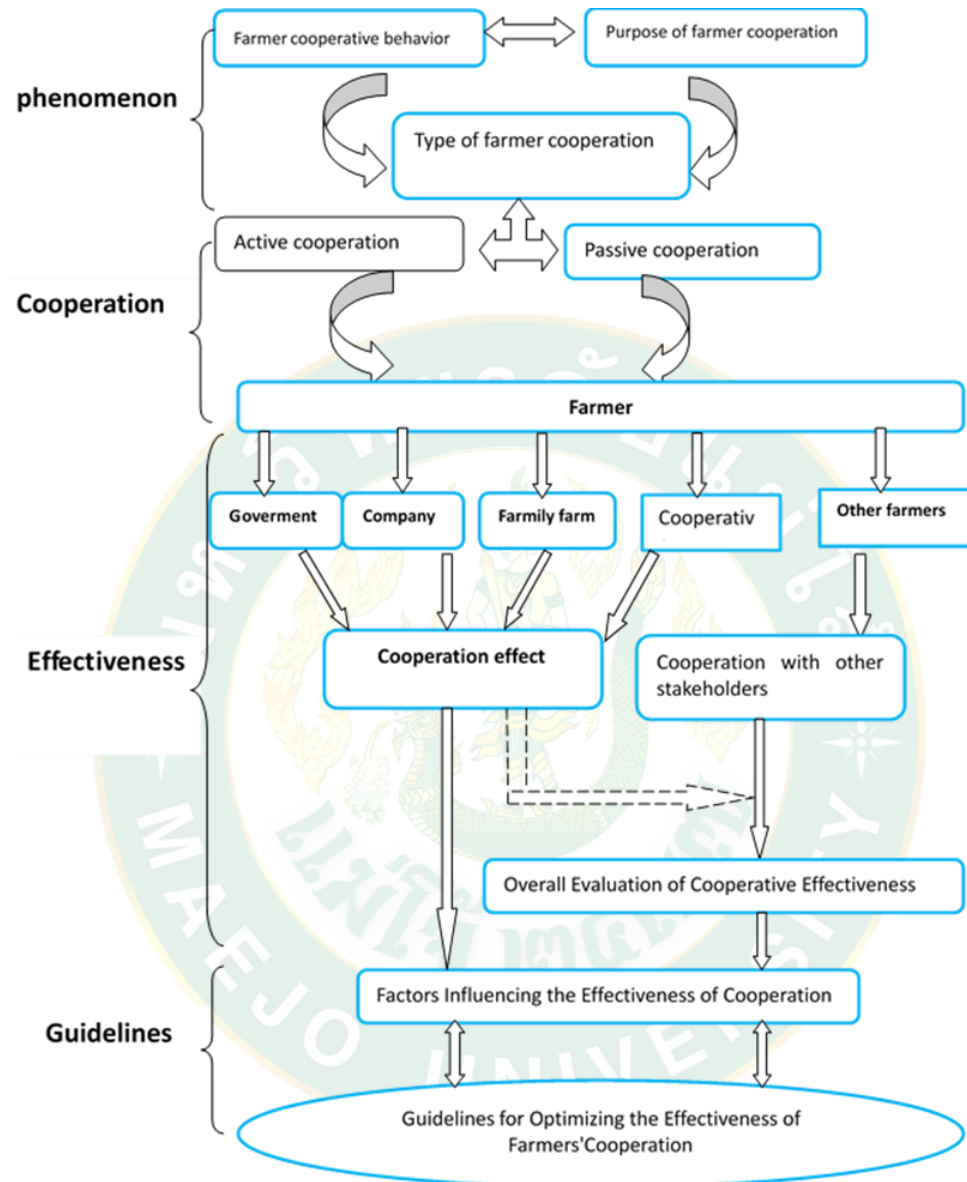 Farmer cooperative behavior
Purpose of farmer cooperation
phenomenon
Type of farmer cooperation
Active cooperation
Passive cooperation
Cooperation
Farmer
Goverment
Company
Farmily farm
Cooperativ
Other farmers
Effectiveness
Cooperation effect
Cooperation with other
stakeholders
Overall Evaluation of Cooperative Effectiveness
Factors Influencing the Effectiveness of Cooperation
Guidelines
Guidelines for Optimizing the Effectiveness of
Farmers'Cooperation
MAEJO UNIVERSITY